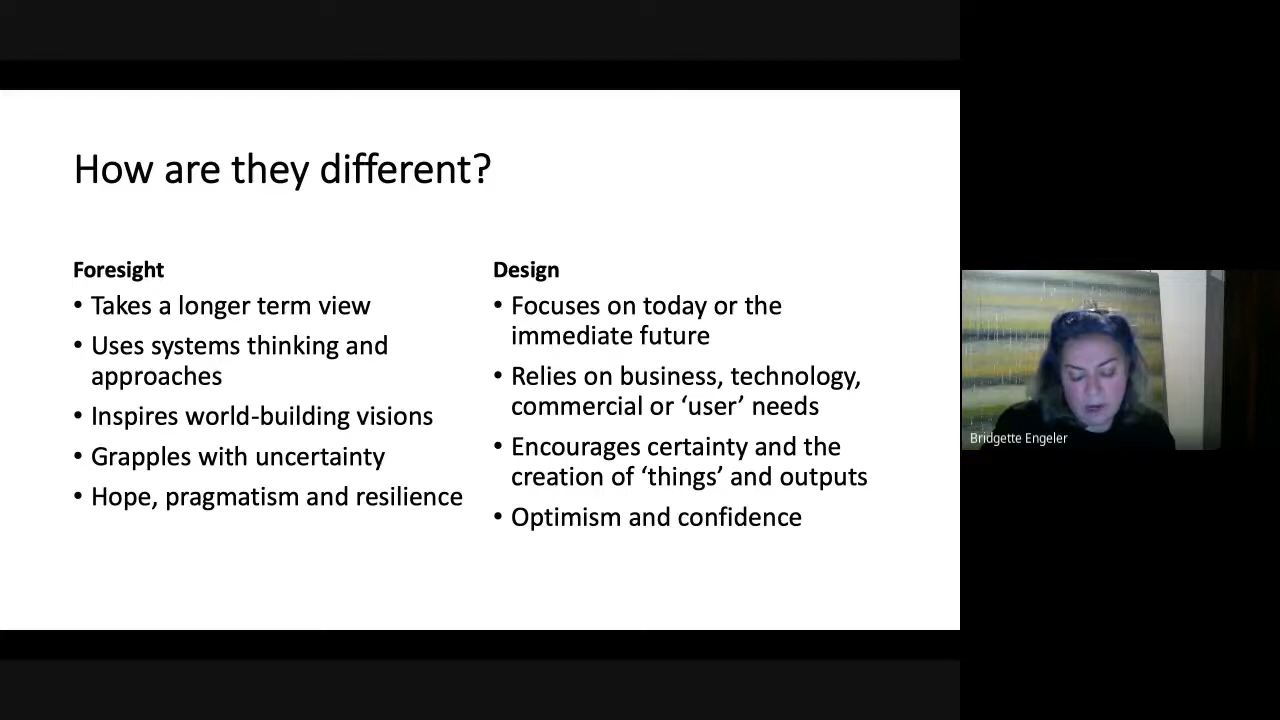 How are they different?
Foresight
• Takes a longer term view
• Uses systems thinking and
approaches
• Inspires world-building visions
• Grapples with uncertainty
• Hope, pragmatism and resilience
Design
• Focuses on today or the
immediate future
• Relies on business, technology,
commercial or ‘user’ needs
• Encourages certainty and the
creation of ‘things’ and outputs
• Optimism and confidence
Bridgette Engeler